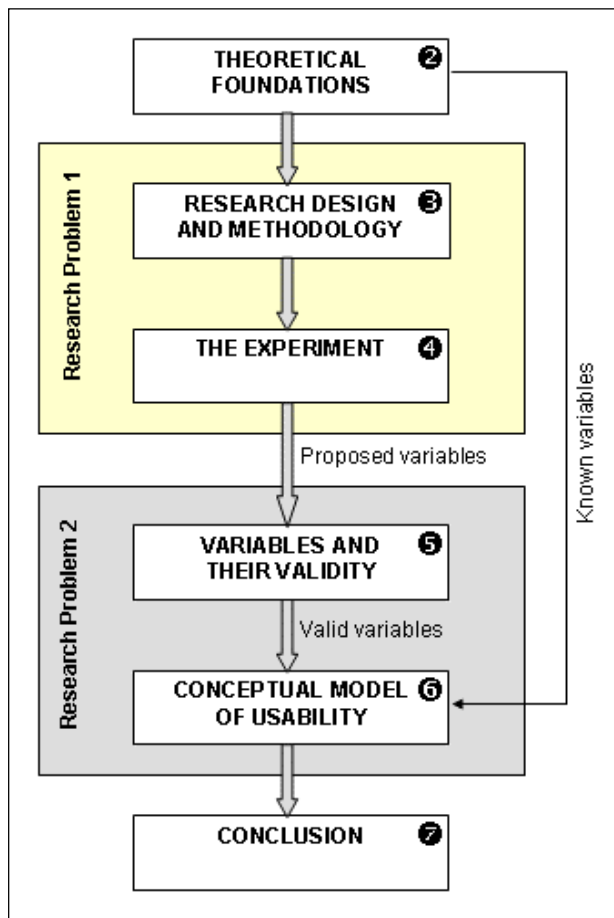 THEORETICAL ❷
FOUNDATIONS
Research Problem 1
RESEARCH DESIGN ❸
AND METHODOLOGY
THE EXPERIMENT ❹
Proposed variables
Known variables
Research Problem 2
VARIABLES AND ❺
THEIR VALIDITY
Valid variables
CONCEPTUAL MODEL ❻
OF USABILITY
CONCLUSION ❼